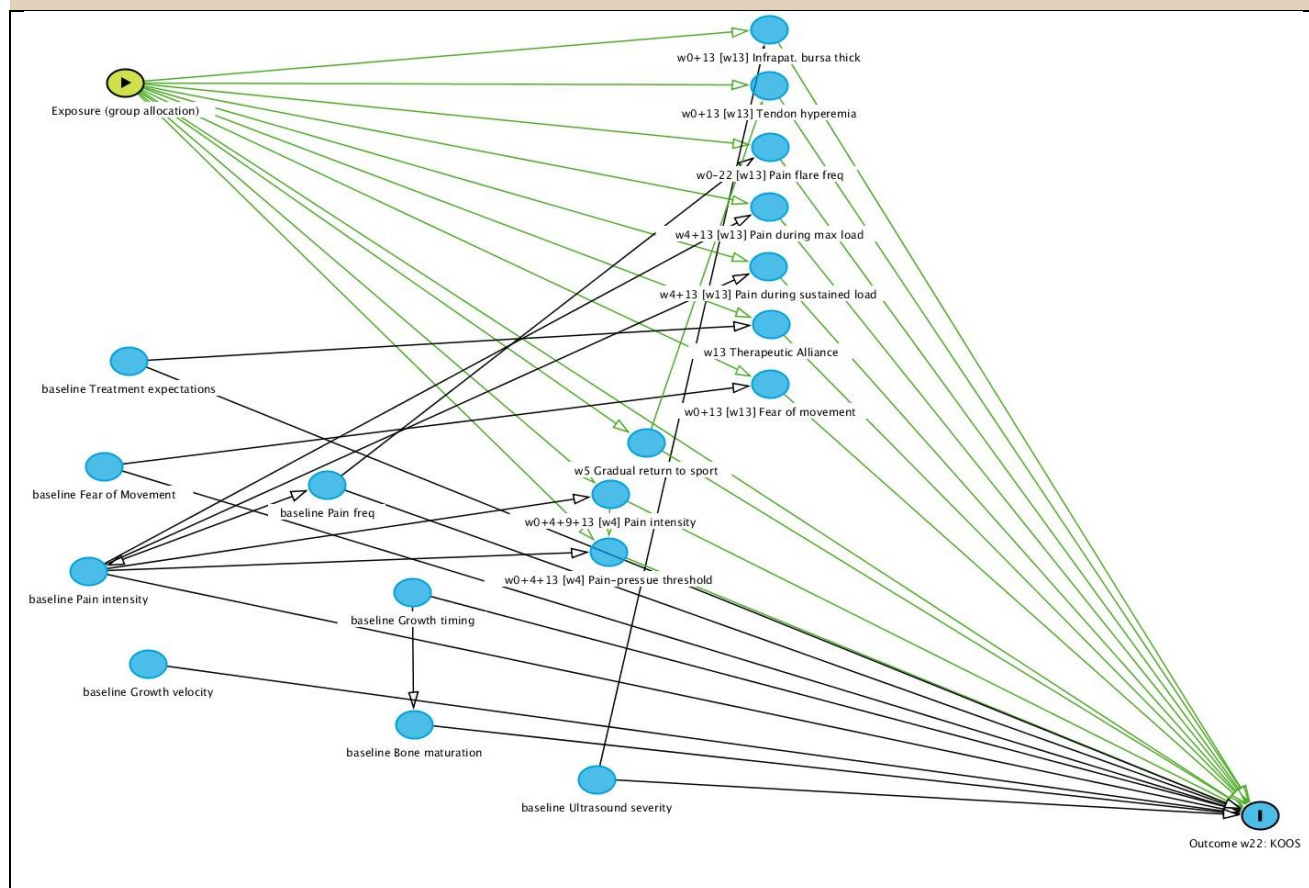 w0+13 [w13] Infrapat. bursa thick
Exposure (group allocation)
w0+13 [w13] Tendon hyperemia
w0-22 [w13] Pain flare freq
w4+13 [w13] Pain during max load
w4+13 [w13] Pain during sustained load
w13 Therapeutic Alliance
baseline Treatment expectations
w0+13 [w13] Fear of movement
w5 Gradual return to sport
baseline Fear of Movement
baseline Pain freq
w0+4+9+13 [w4] Pain intensity
w0+4+13 [w4] Pain-pressue threshold
baseline Pain intensity
baseline Growth timing
baseline Growth velocity
baseline Bone maturation
baseline Ultrasound severity
Outcome w22: KOOS